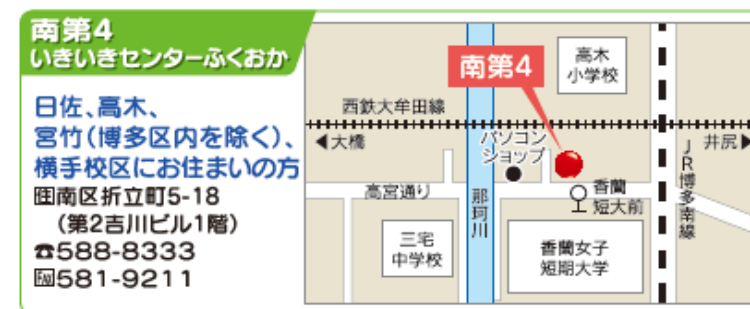 南第4
いきいきセンターふくおか
日佐、高木、
宮竹(博多区内を除く)、
横手校区にお住まいの方
住南区折立町5-18
(第2吉川ビル1階)
☎588-8333
FAX581-9211
南第4
高木
小学校
西鉄大牟田線
◀大橋
パソコン
ショップ
井尻▶
JR博多南線
高宮通り
那珂川
香蘭
短大前
三宅
中学校
香蘭女子
短期大学